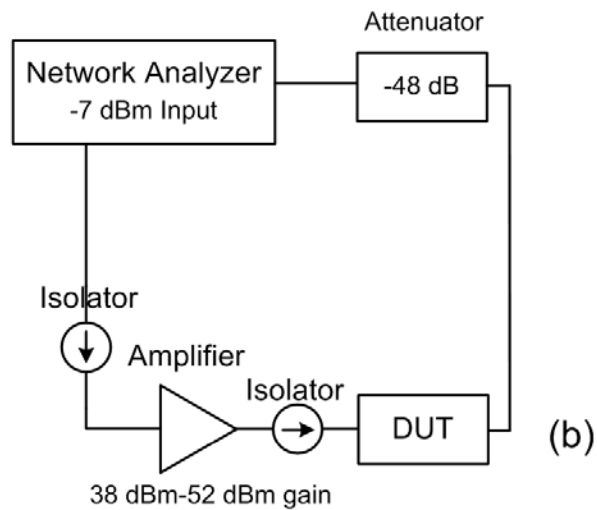 Attenuator
Network Analyzer
-7 dBm Input
-48 dB
Isolator
Amplifier
Isolator
DUT
(b)
38 dBm-52 dBm gain